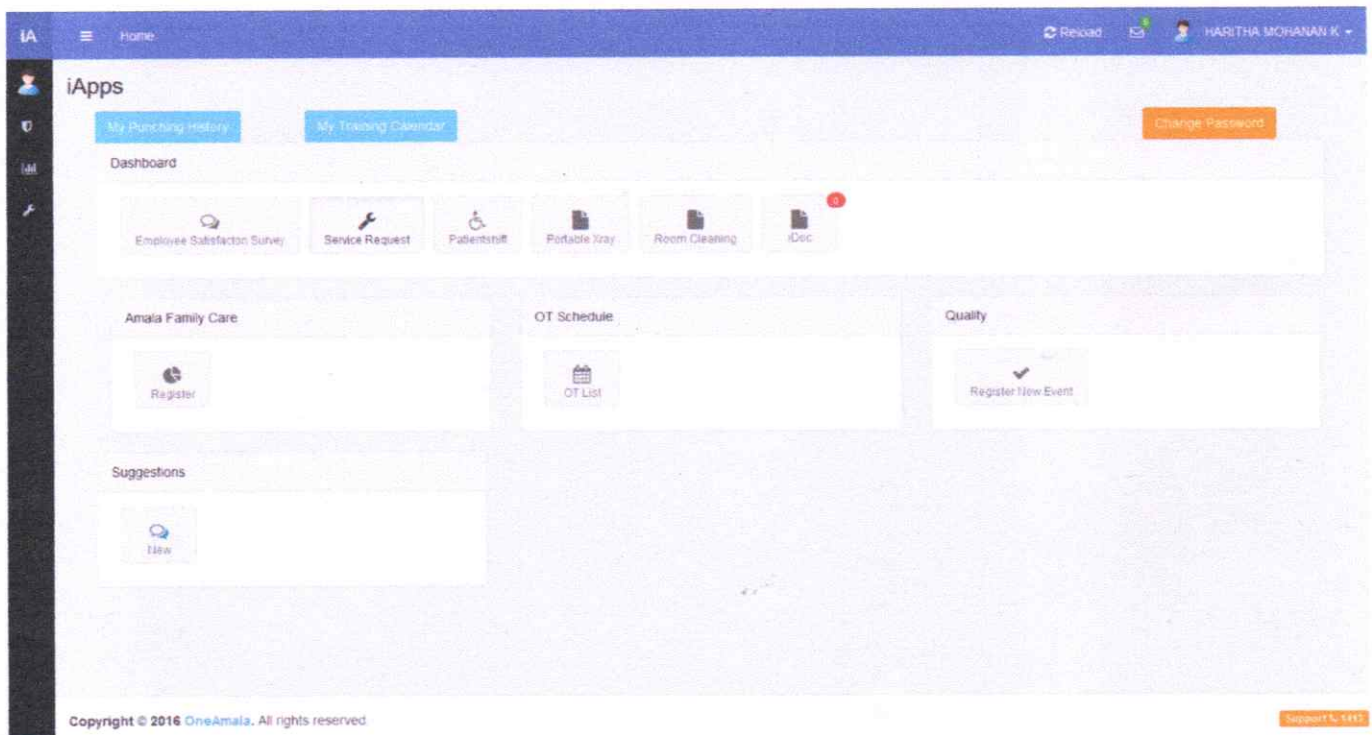 iA
Home
Reload
HARITHA MOHANAN K
iApps
My Punching History
My Training Calendar
Change Password
Dashboard
Employee Satisfacton Survey
Service Request
Patientshift
Portable Xray
Room Cleaning
0
iDoc
Amala Family Care
OT Schedule
Quality
Register
OT List
Register New Event
Suggestions
New
Copyright © 2016 OneAmala. All rights reserved.
Support